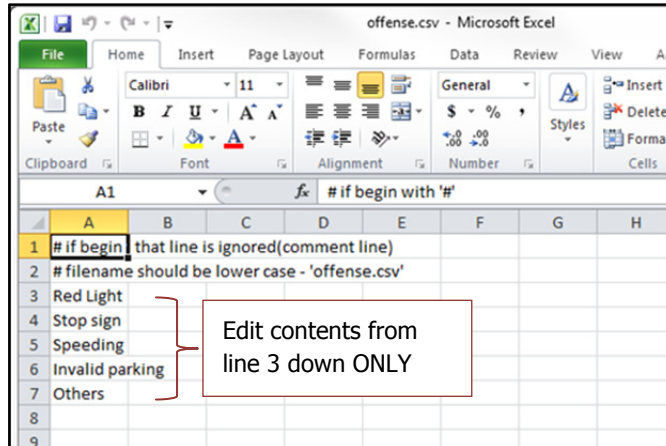 offense.csv - Microsoft Excel
File Home Insert Page Layout Formulas Data Review View
Calibri 11 General Insert
B I U A A $ % , Delete
Paste Styles
Clipboard Font Alignment Number Cells
A1 fx # if begin with '#'
A B C D E F G H
1 # if begin that line is ignored(comment line)
2 # filename should be lower case - 'offense.csv'
3 Red Light
4 Stop sign
5 Speeding
6 Invalid parking
7 Others
8
9
Edit contents from
line 3 down ONLY